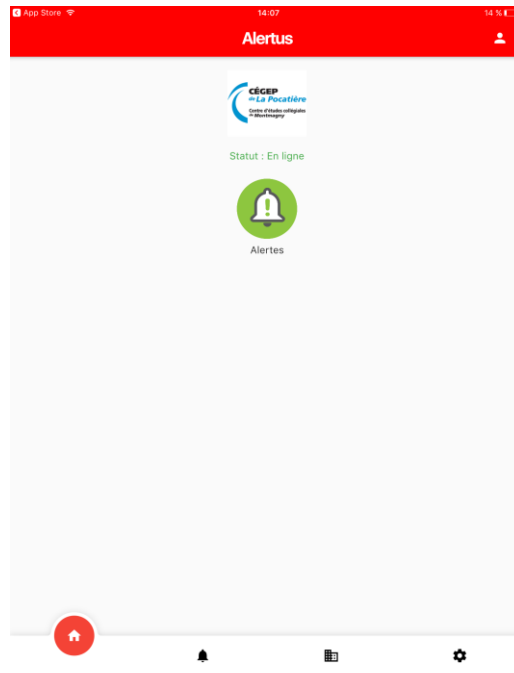 App Store
14:07
14 %
Alertus
CÉGEP
de La Pocatière
Centre d'études collégiales
de Montmagny
Statut : En ligne
Alertes